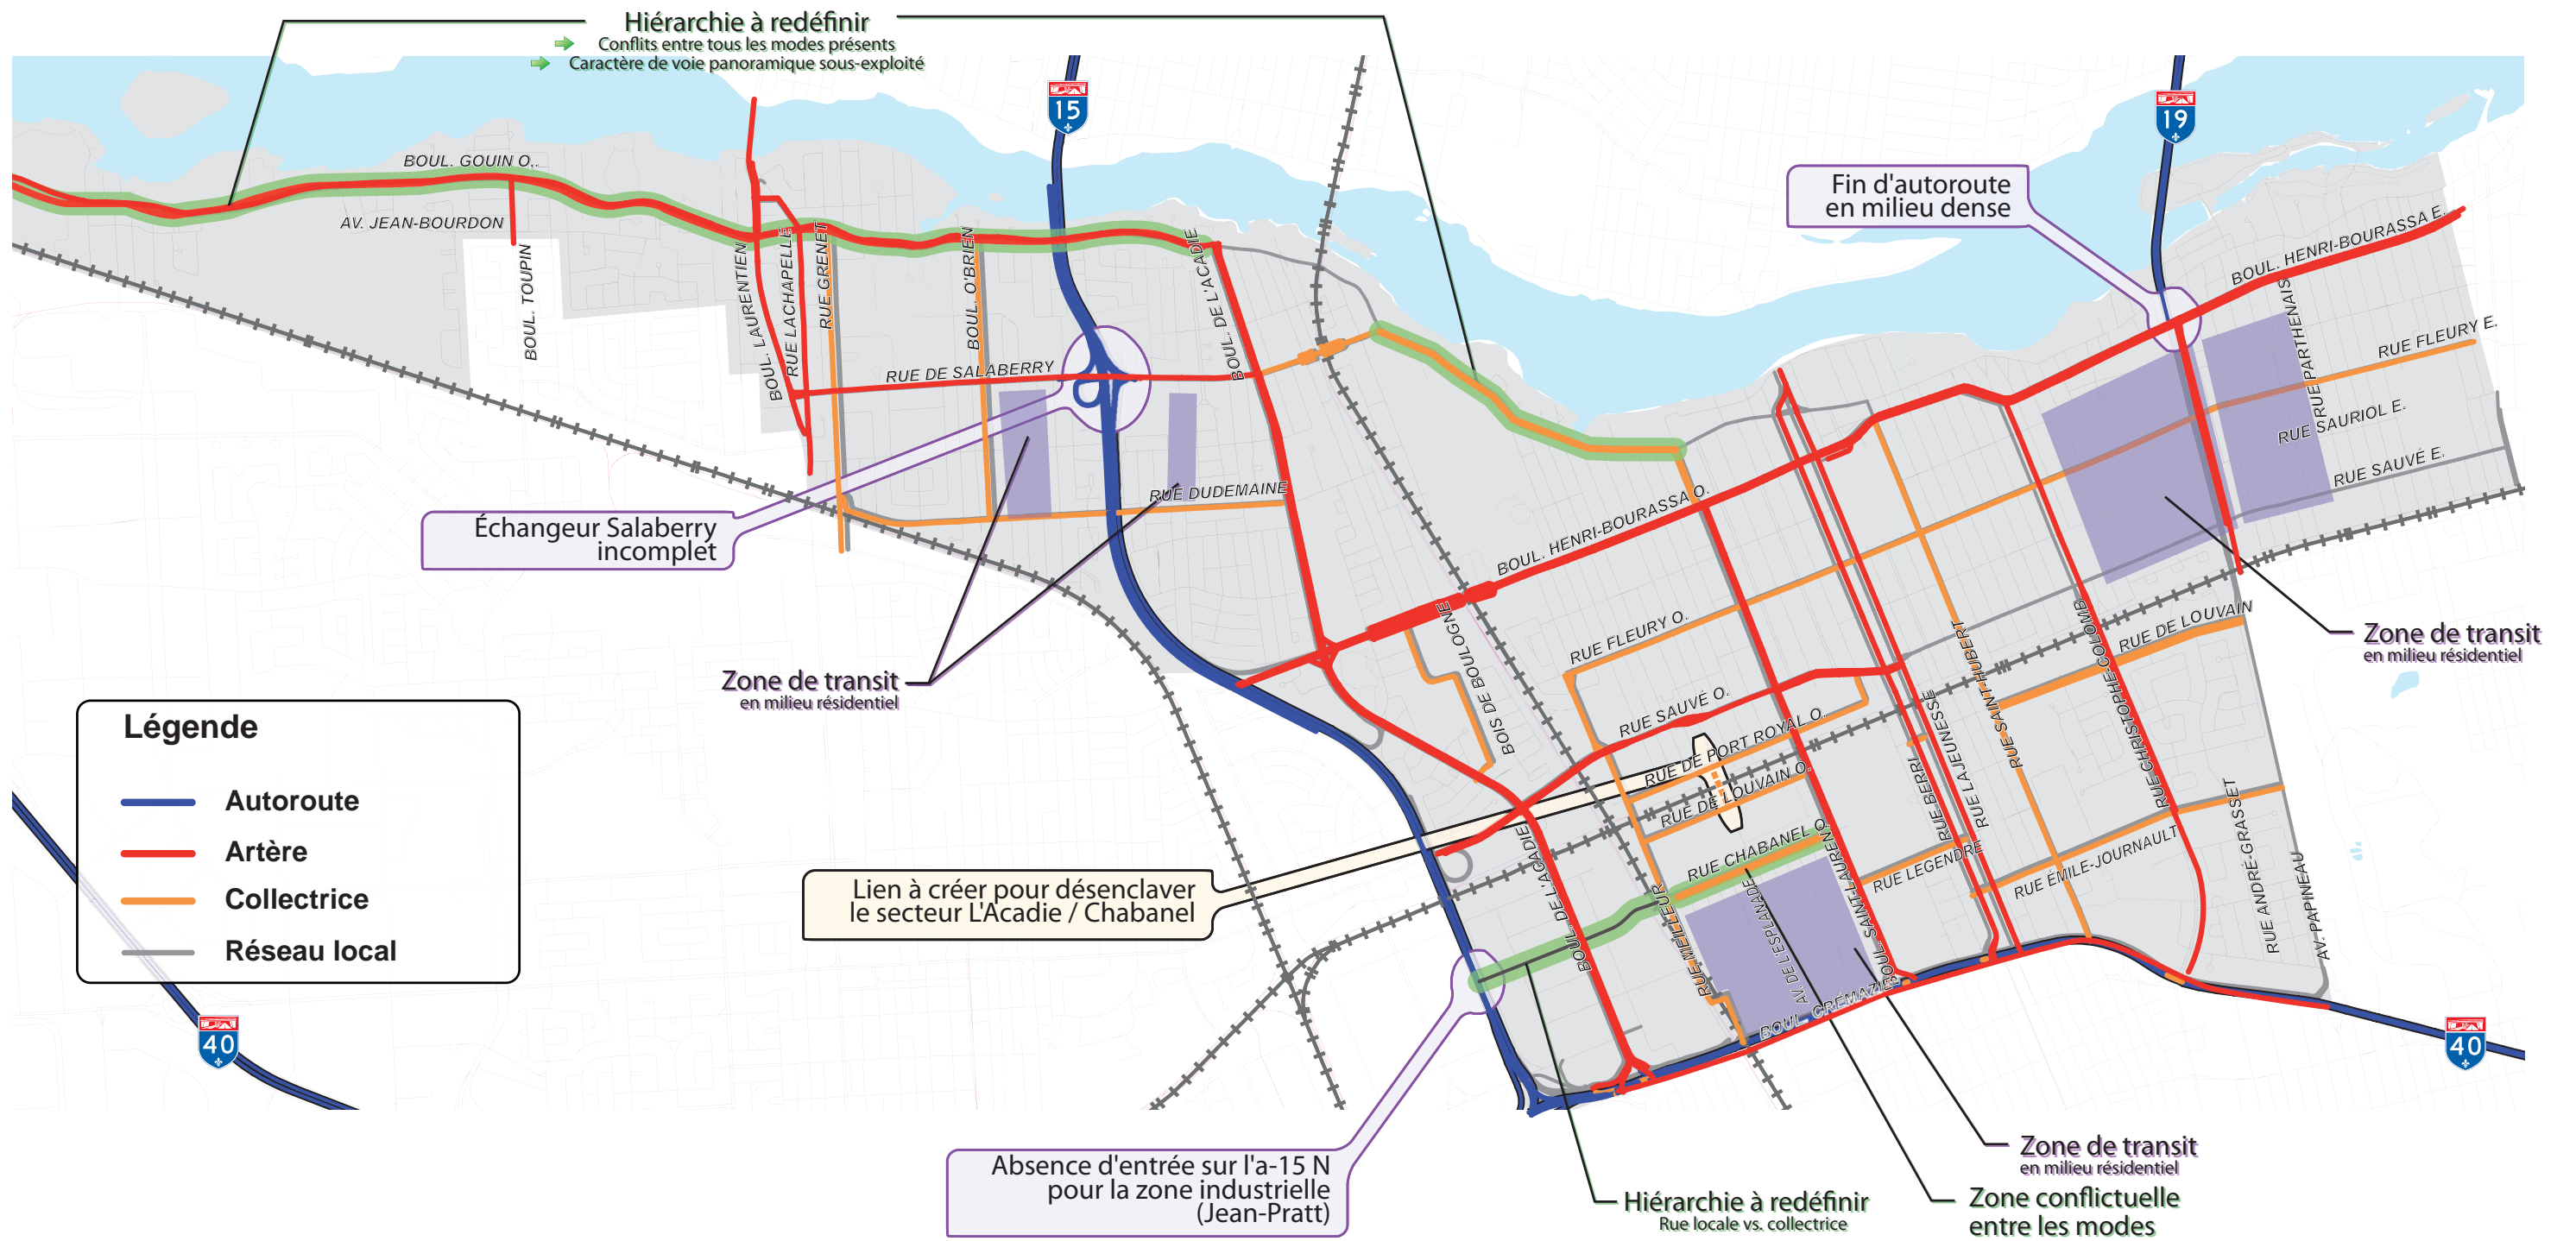 Hiérarchie à redéfinir
Conflits entre tous les modes présents
Caractère de voie panoramique sous-exploité
15
19
Fin d'autoroute
en milieu dense
BOUL. GOUIN O.
AV. JEAN-BOURDON
BOUL. TOUPIN
BOUL. LAURENTIEN
RUE LACHAPELLE
RUE GRENET
BOUL. O'BRIEN
BOUL. DE L'ACADIE
RUE DE SALABERRY
BOUL. HENRI-BOURASSA E.
RUE PARTHENAIS
RUE FLEURY E.
RUE SAURIOL E.
RUE SAUVÉ E.
RUE DUDEMAINE
Échangeur Salaberry
incomplet
BOUL. HENRI-BOURASSA O.
Zone de transit
en milieu résidentiel
Zone de transit
en milieu résidentiel
BOIS DE BOULOGNE
RUE FLEURY O.
RUE SAUVÉ O.
RUE DE PORT ROYAL O.
RUE DE LOUVAIN O.
RUE CHABANEL O.
RUE DE LOUVAIN
RUE SAINT-HUBERT
RUE CHRISTOPHE-COLOMB
RUE LAJEUNESSE
RUE BERRI
RUE LEGENDRE
RUE ÉMILE-JOURNAULT
RUE ANDRÉ-GRASSET
AV. PAPINEAU
BOUL. DE L'ACADIE
RUE MEILLEUR
AV. DE L'ESPLANADE
BOUL. SAINT-LAURENT
BOUL. CRÉMAZIE
Légende
Autoroute
Artère
Collectrice
Réseau local
40
40
Lien à créer pour désenclaver
le secteur L'Acadie / Chabanel
Absence d'entrée sur l'a-15 N
pour la zone industrielle
(Jean-Pratt)
Hiérarchie à redéfinir
Rue locale vs. collectrice
Zone de transit
en milieu résidentiel
Zone conflictuelle
entre les modes